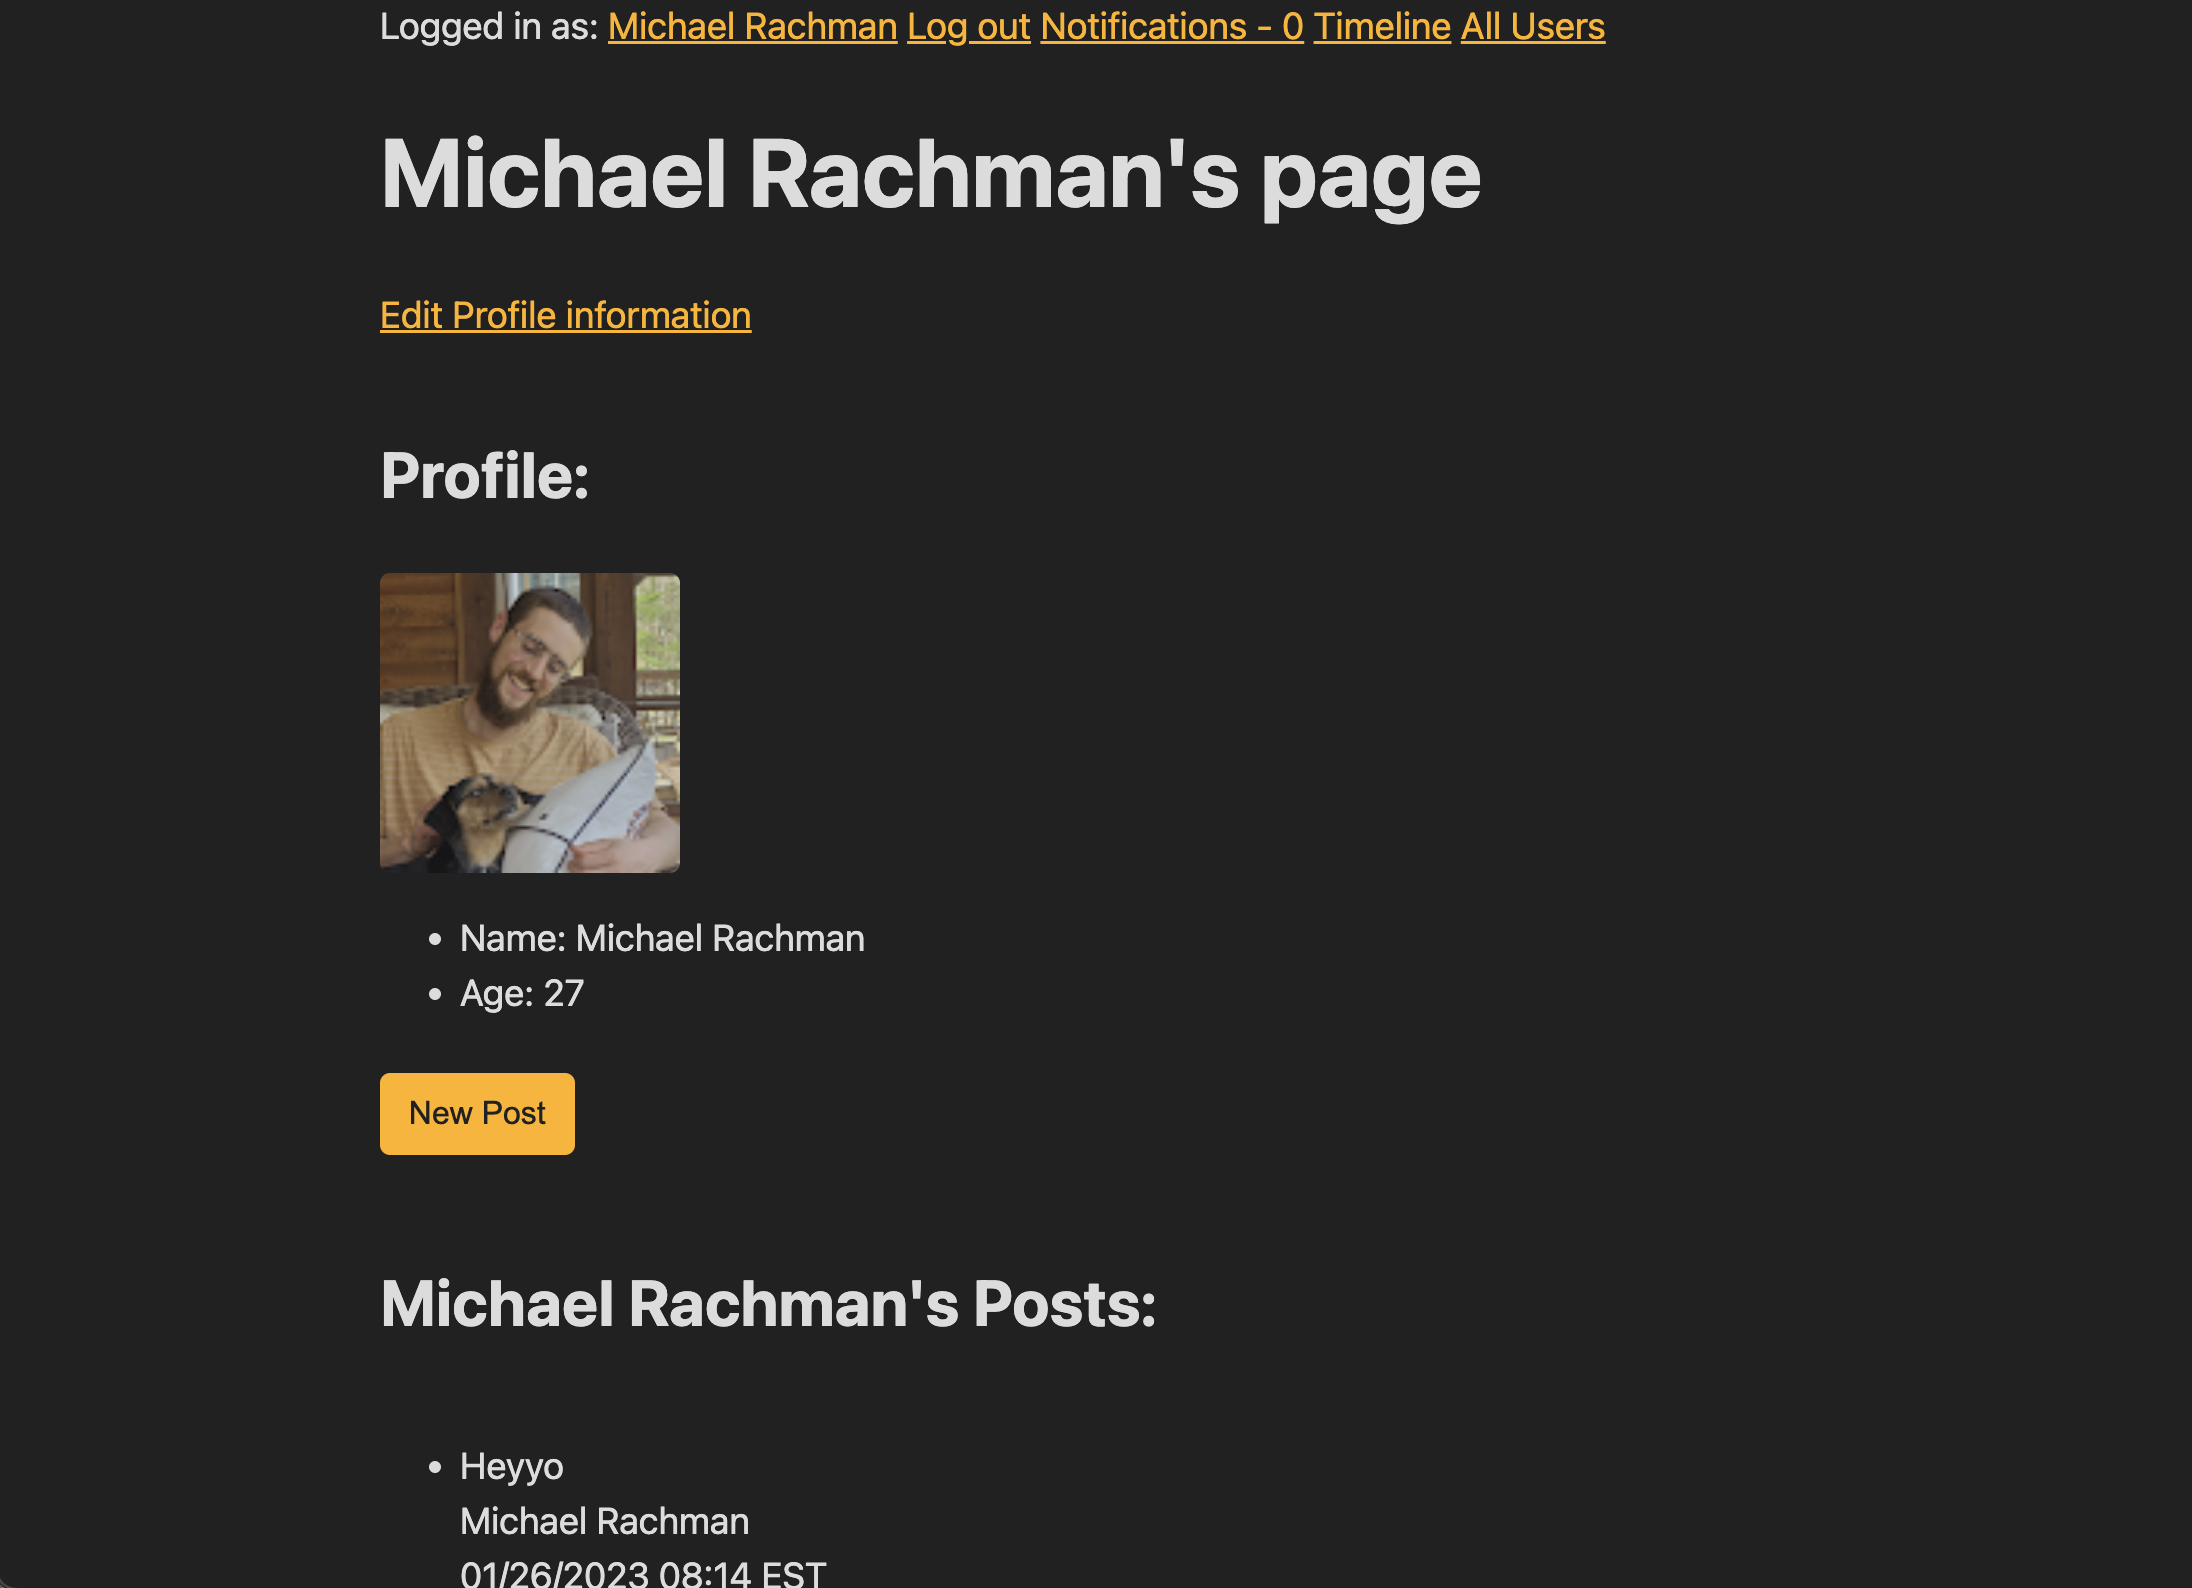 Logged in as: Michael Rachman Log out Notifications - 0 Timeline All Users
Michael Rachman's page
Edit Profile information
Profile:
Name: Michael Rachman
Age: 27
New Post
Michael Rachman's Posts:
Heyyo
Michael Rachman
01/26/2023 08:14 EST